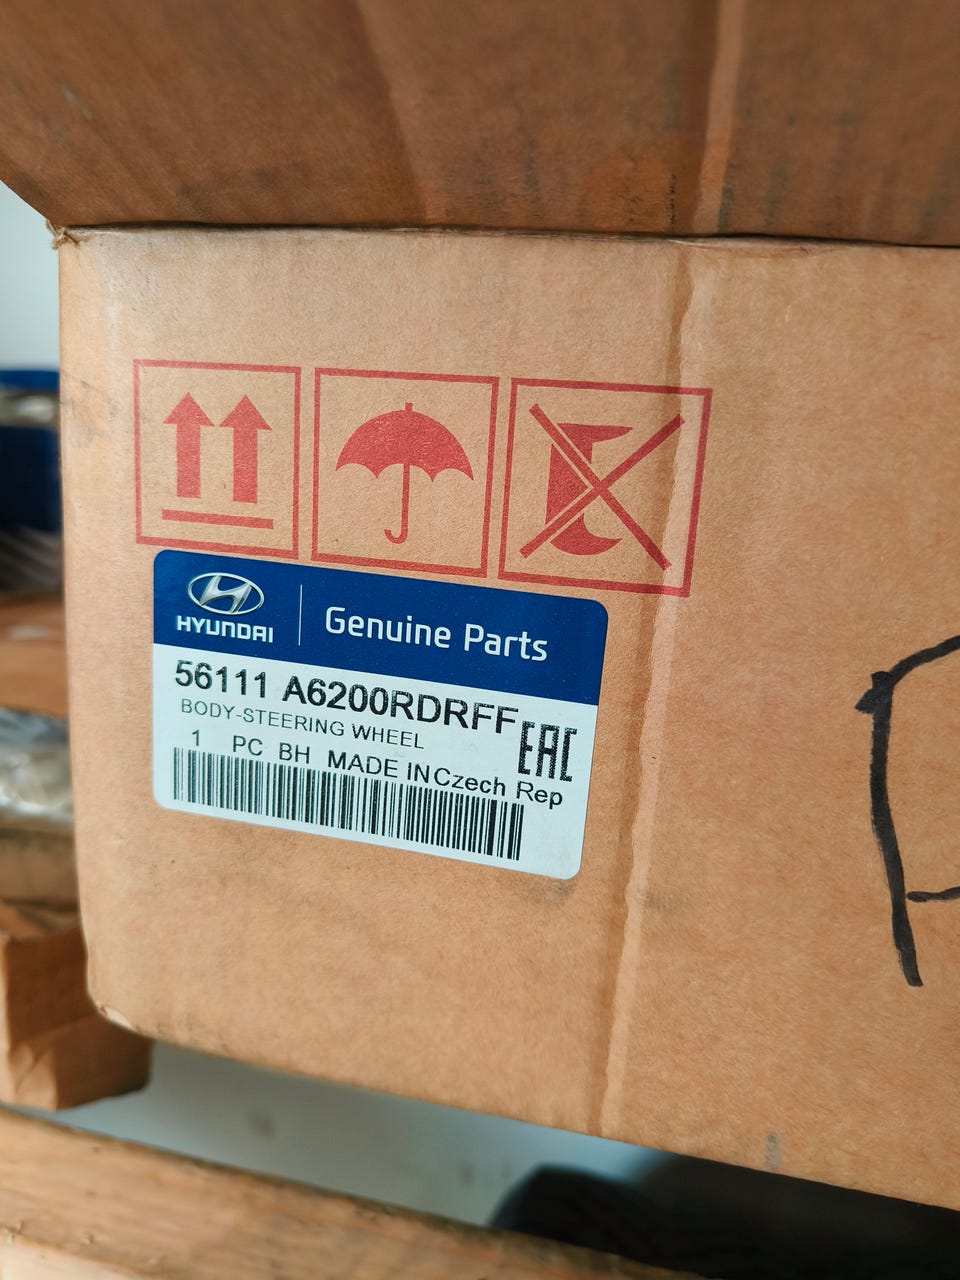 HYUNDAI
Genuine Parts
56111 A6200RDRFF
BODY-STEERING WHEEL
EAC
1 PC BH MADE IN Czech Rep